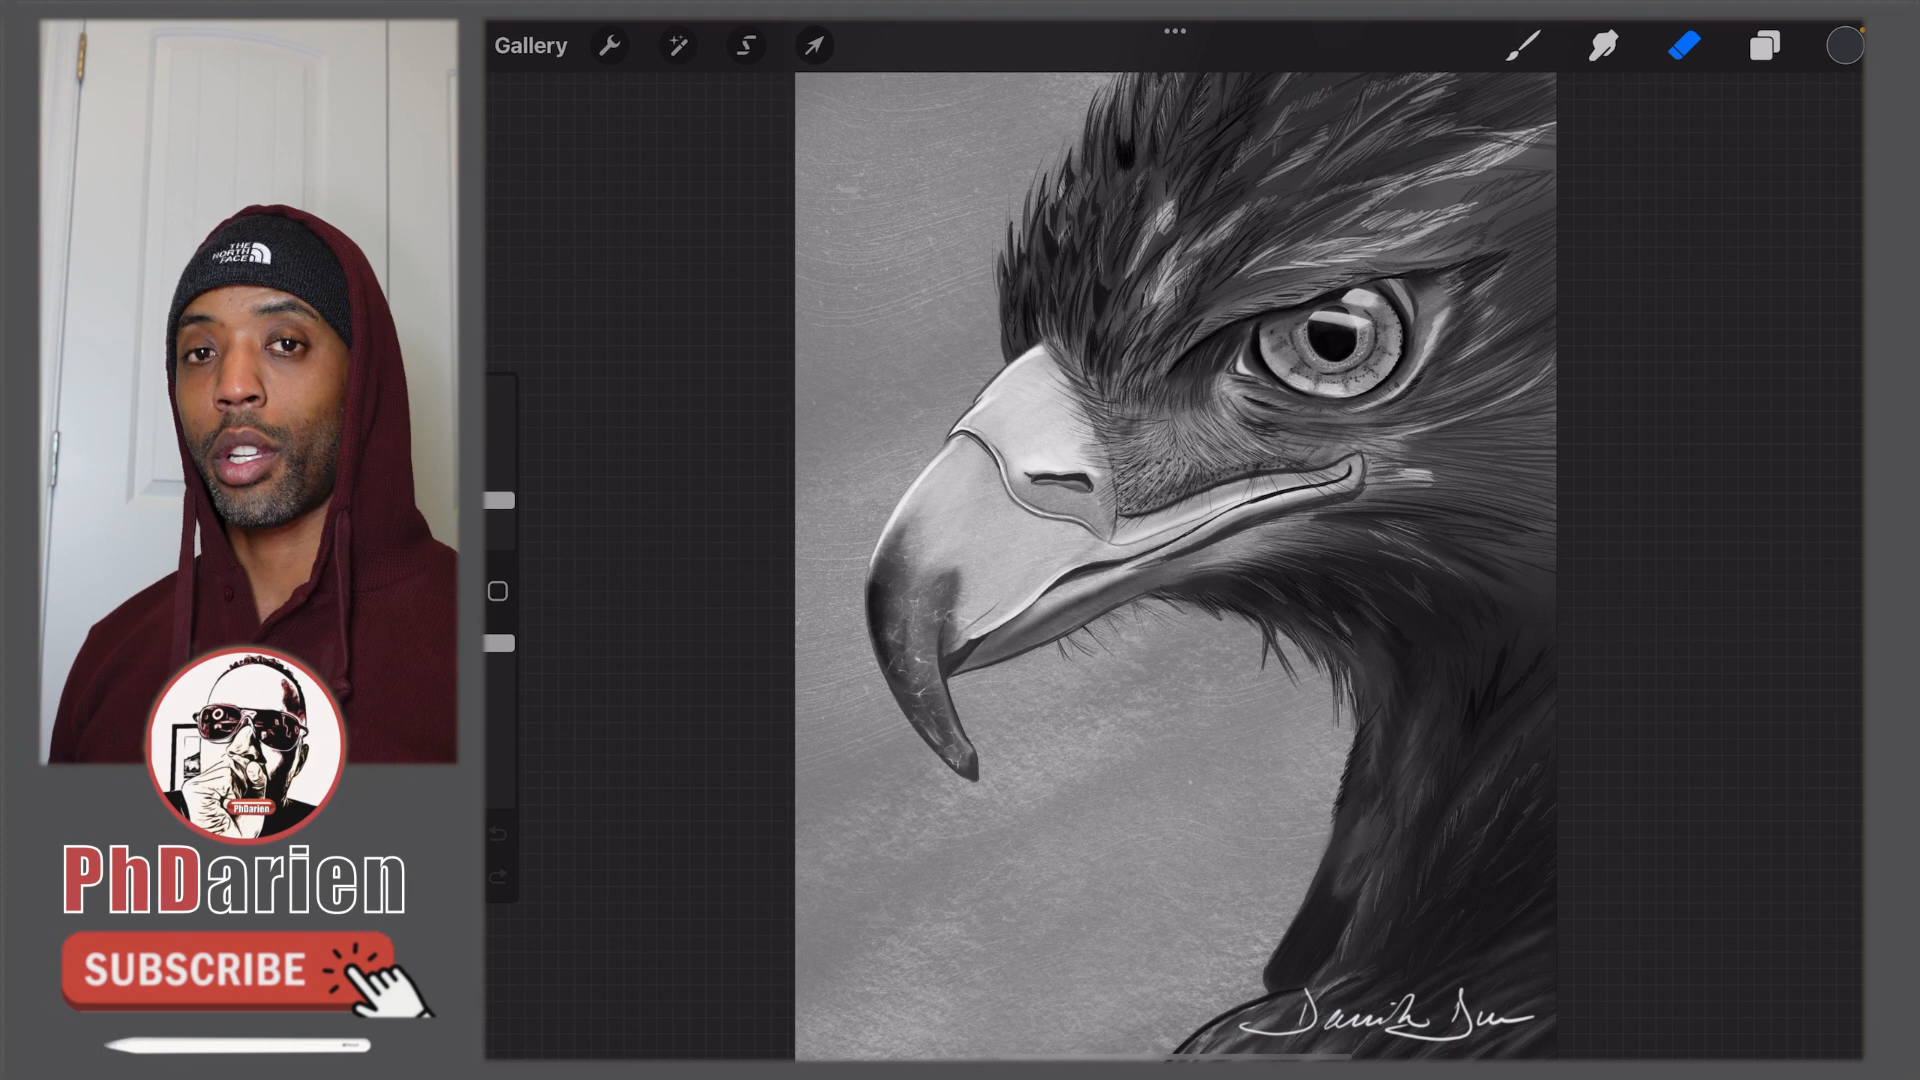 Gallery
THE
NORTH
FACE
PhDarien
PhDarien
SUBSCRIBE